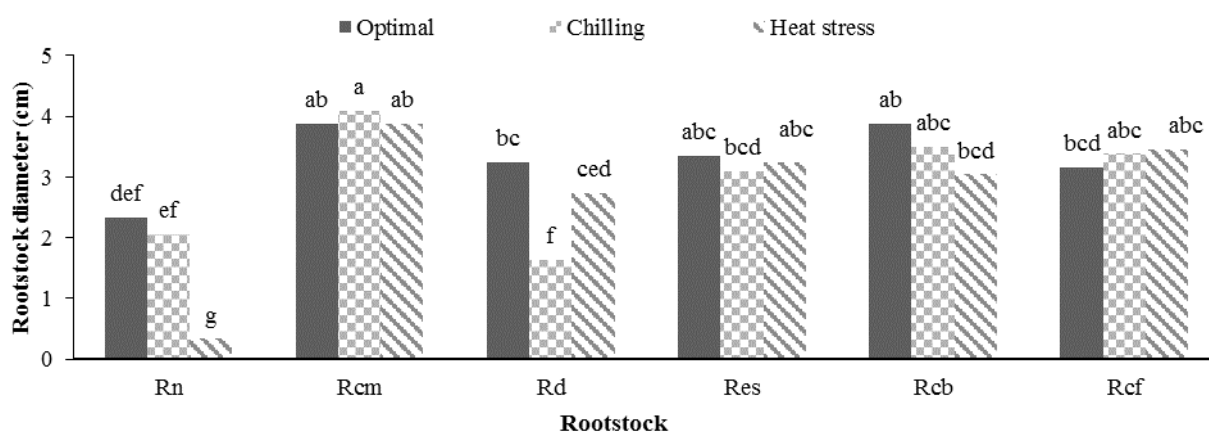 Optimal Chilling Heat stress
Rootstock diameter (cm)
5
4
3
2
1
0
def ef g
ab a ab
bc f ced
abc bcd abc
ab abc bcd
bcd abc abc
Rn Rcm Rd Res Rcb Rcf
Rootstock